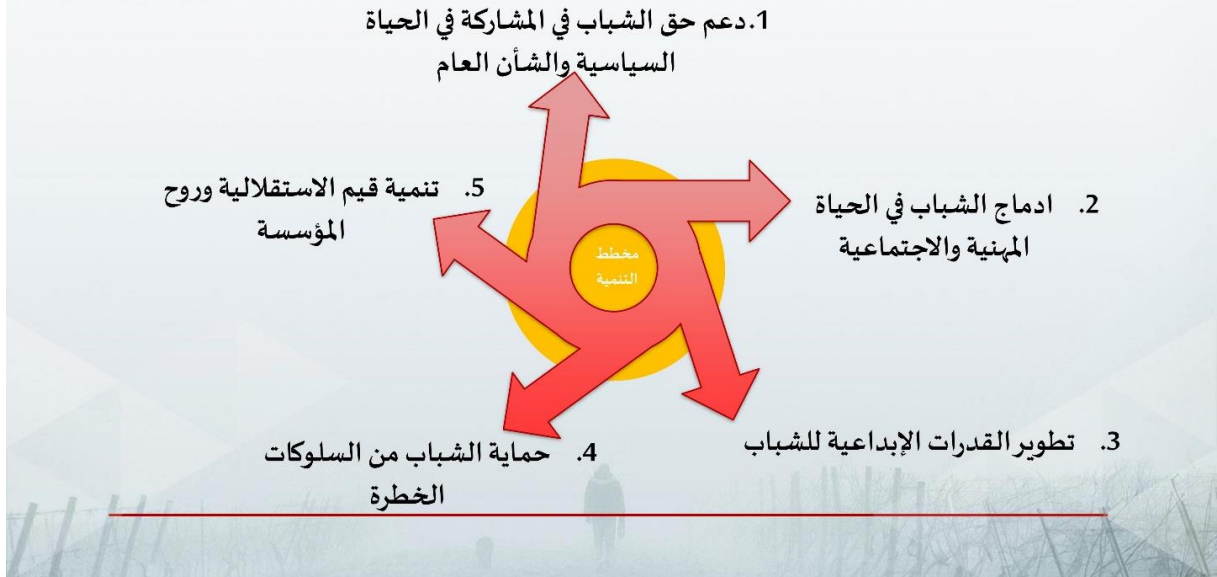 1.دعم حق الشباب في المشاركة في الحياة
السياسية والشأن العام
2. ادماج الشباب في الحياة
المهنية والاجتماعية
3. تطوير القدرات الإبداعية للشباب
4. حماية الشباب من السلوكات
الخطرة
5. تنمية قيم الاستقلالية وروح
المؤسسة
مخطط
التنمية